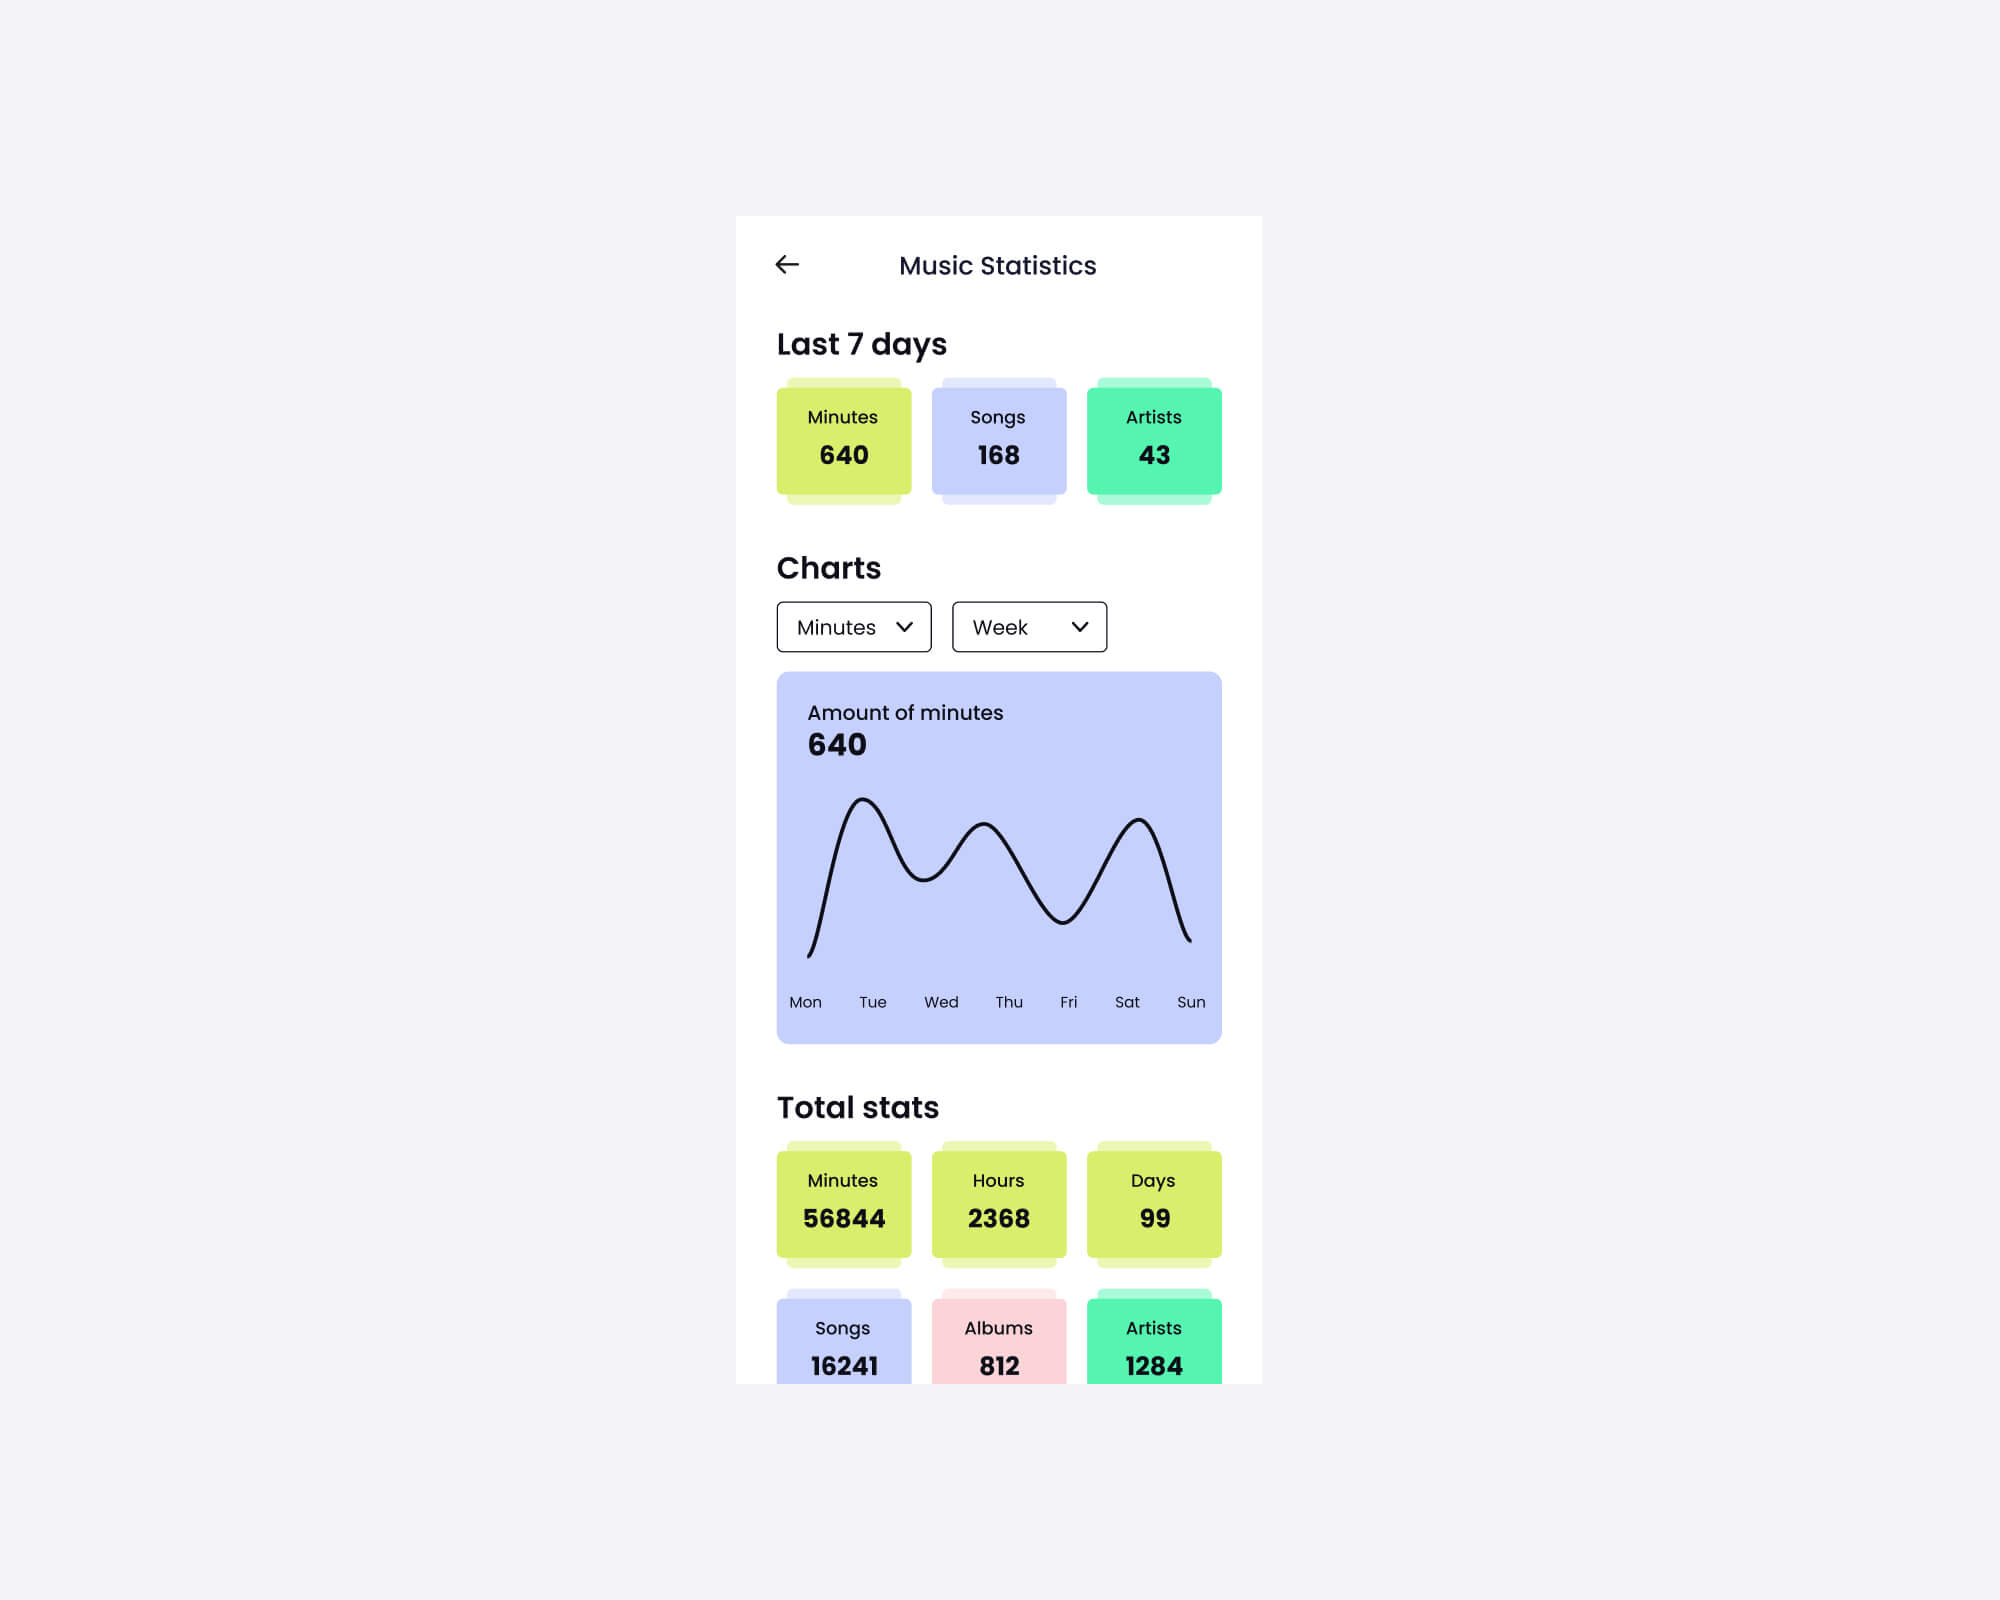 Music Statistics
Last 7 days
Minutes Songs Artists
640 168 43
Charts
Minutes Week
Amount of minutes
640
Mon Tue Wed Thu Fri Sat Sun
Total stats
Minutes Hours Days
56844 2368 99
Songs Albums Artists
16241 812 1284